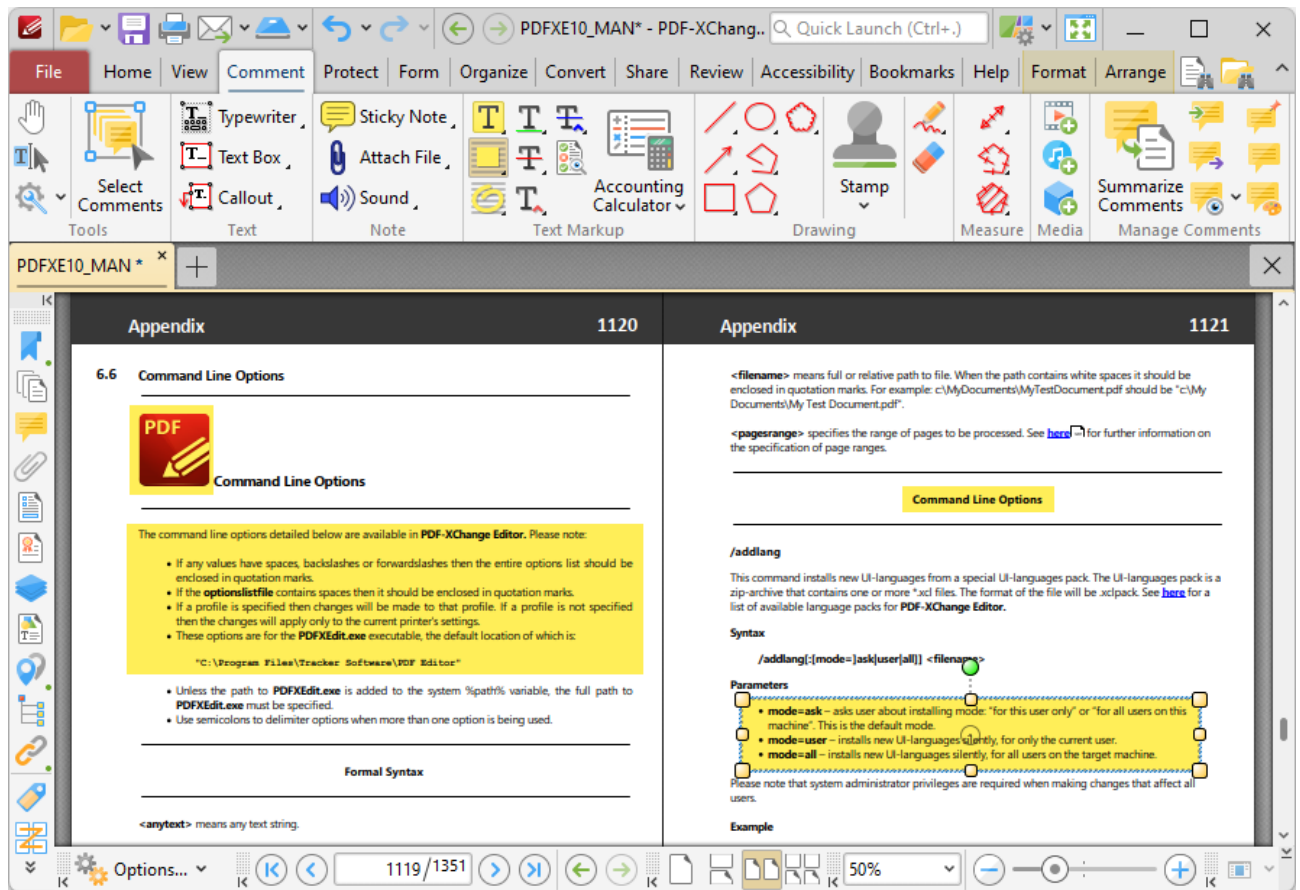 PDFXE10_MAN* - PDF-XChang..
Quick Launch (Ctrl+.)
File Home View Comment Protect Form Organize Convert Share Review Accessibility Bookmarks Help Format Arrange
Select Comments
Tools
Typewriter
Text Box
Callout
Text
Sticky Note
Attach File
Sound
Note
Accounting Calculator
Text Markup
Stamp
Drawing
Measure
Media
Summarize Comments
Manage Comments
PDFXE10_MAN *
Appendix 1120
6.6 Command Line Options
PDF
Command Line Options
The command line options detailed below are available in PDF-XChange Editor. Please note:
• If any values have spaces, backslashes or forwardslashes then the entire options list should be
enclosed in quotation marks.
• If the optionslistfile contains spaces then it should be enclosed in quotation marks.
• If a profile is specified then changes will be made to that profile. If a profile is not specified
then the changes will apply only to the current printer's settings.
• These options are for the PDFXEdit.exe executable, the default location of which is:
"C:\Program Files\Tracker Software\PDF Editor"
• Unless the path to PDFXEdit.exe is added to the system %path% variable, the full path to
PDFXEdit.exe must be specified.
• Use semicolons to delimiter options when more than one option is being used.
Formal Syntax
<anytext> means any text string.
Appendix 1121
<filename> means full or relative path to file. When the path contains white spaces it should be
enclosed in quotation marks. For example: c:\MyDocuments\MyTestDocument.pdf should be "c:\My
Documents\My Test Document.pdf".
<pagesrange> specifies the range of pages to be processed. See here for further information on
the specification of page ranges.
Command Line Options
/addlang
This command installs new UI-languages from a special UI-languages pack. The UI-languages pack is a
zip-archive that contains one or more *.xcl files. The format of the file will be .xclpack. See here for a
list of available language packs for PDF-XChange Editor.
Syntax
/addlang[:[mode=]ask|user|all]] <filename>
Parameters
• mode=ask – asks user about installing mode: "for this user only" or "for all users on this
machine". This is the default mode.
• mode=user – installs new UI-languages silently, for only the current user.
• mode=all – installs new UI-languages silently, for all users on the target machine.
Please note that system administrator privileges are required when making changes that affect all
users.
Example
Options...
1119/1351
50%